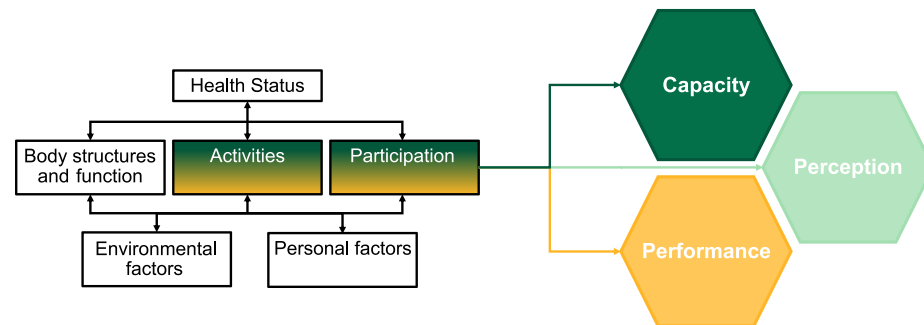 Health Status
Body structures
and function
Activities
Participation
Environmental
factors
Personal factors
Capacity
Perception
Performance